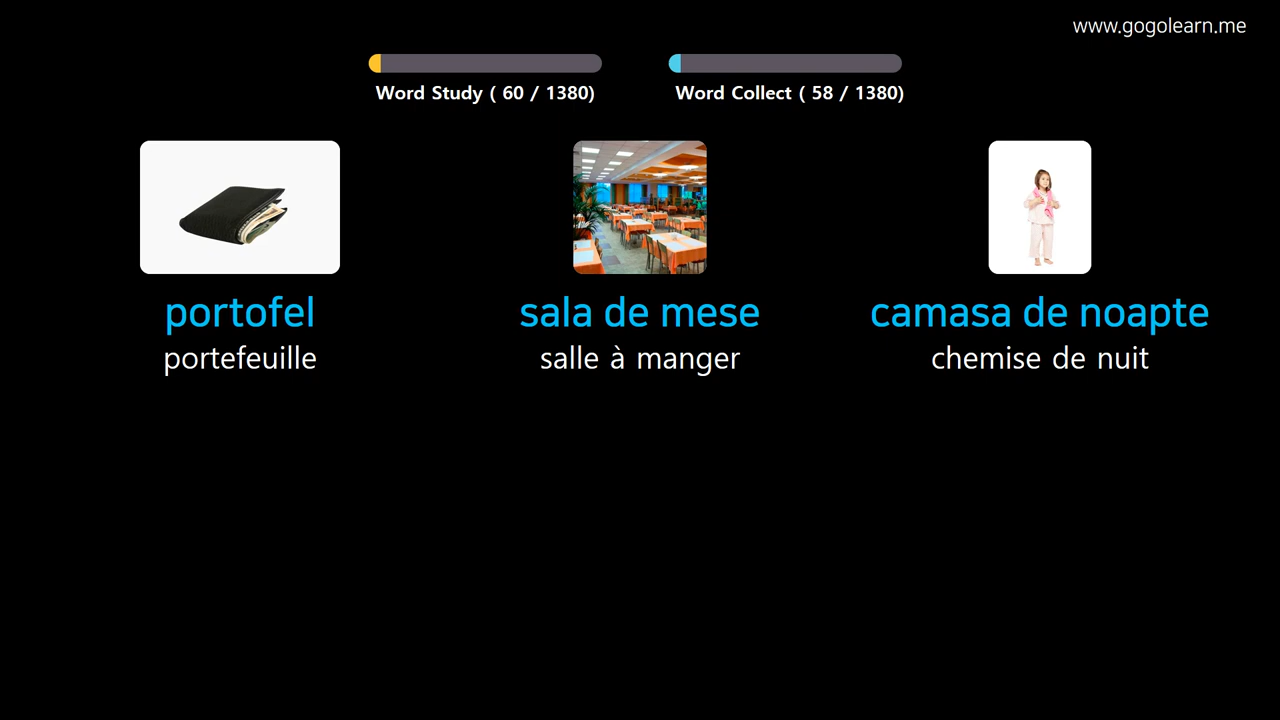 www.gogolearn.me
Word Study ( 60 / 1380)
Word Collect ( 58 / 1380)
portofel
portefeuille
sala de mese
salle à manger
camasa de noapte
chemise de nuit